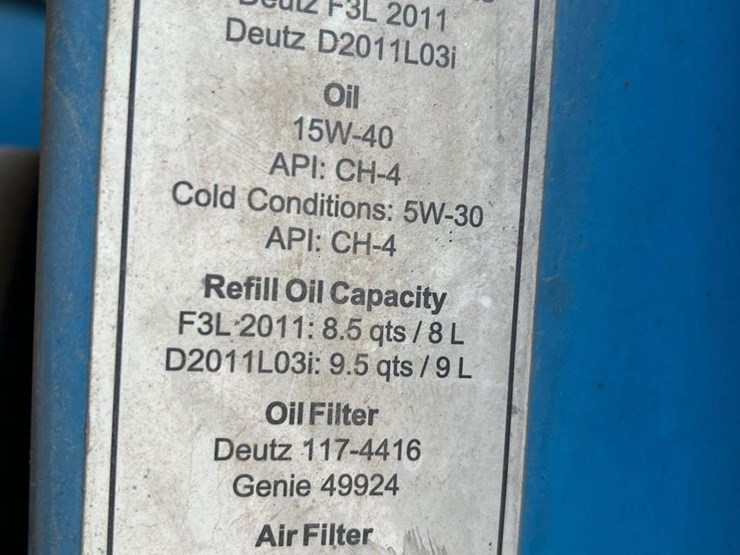 Deutz F3L 2011
Deutz D2011L03i
Oil
15W-40
API: CH-4
Cold Conditions: 5W-30
API: CH-4
Refill Oil Capacity
F3L 2011: 8.5 qts / 8 L
D2011L03i: 9.5 qts / 9 L
Oil Filter
Deutz 117-4416
Genie 49924
Air Filter